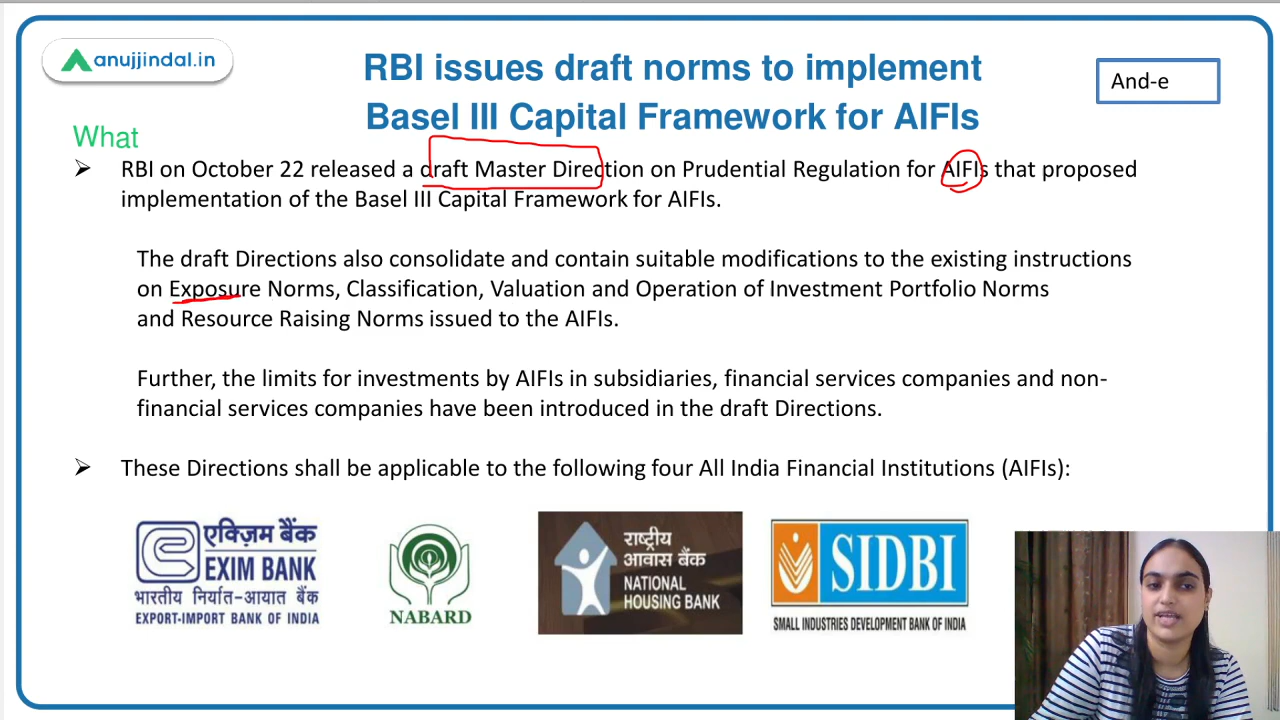 anujjindal.in
RBI issues draft norms to implement
Basel III Capital Framework for AIFIs
And-e
What
RBI on October 22 released a draft Master Direction on Prudential Regulation for AIFIs that proposed
implementation of the Basel III Capital Framework for AIFIs.
The draft Directions also consolidate and contain suitable modifications to the existing instructions
on Exposure Norms, Classification, Valuation and Operation of Investment Portfolio Norms
and Resource Raising Norms issued to the AIFIs.
Further, the limits for investments by AIFIs in subsidiaries, financial services companies and non-
financial services companies have been introduced in the draft Directions.
These Directions shall be applicable to the following four All India Financial Institutions (AIFIs):
एक्ज़िम बैंक
EXIM BANK
भारतीय निर्यात-आयात बैंक
EXPORT-IMPORT BANK OF INDIA
NABARD
राष्ट्रीय
आवास बैंक
NATIONAL
HOUSING BANK
SIDBI
SMALL INDUSTRIES DEVELOPMENT BANK OF INDIA